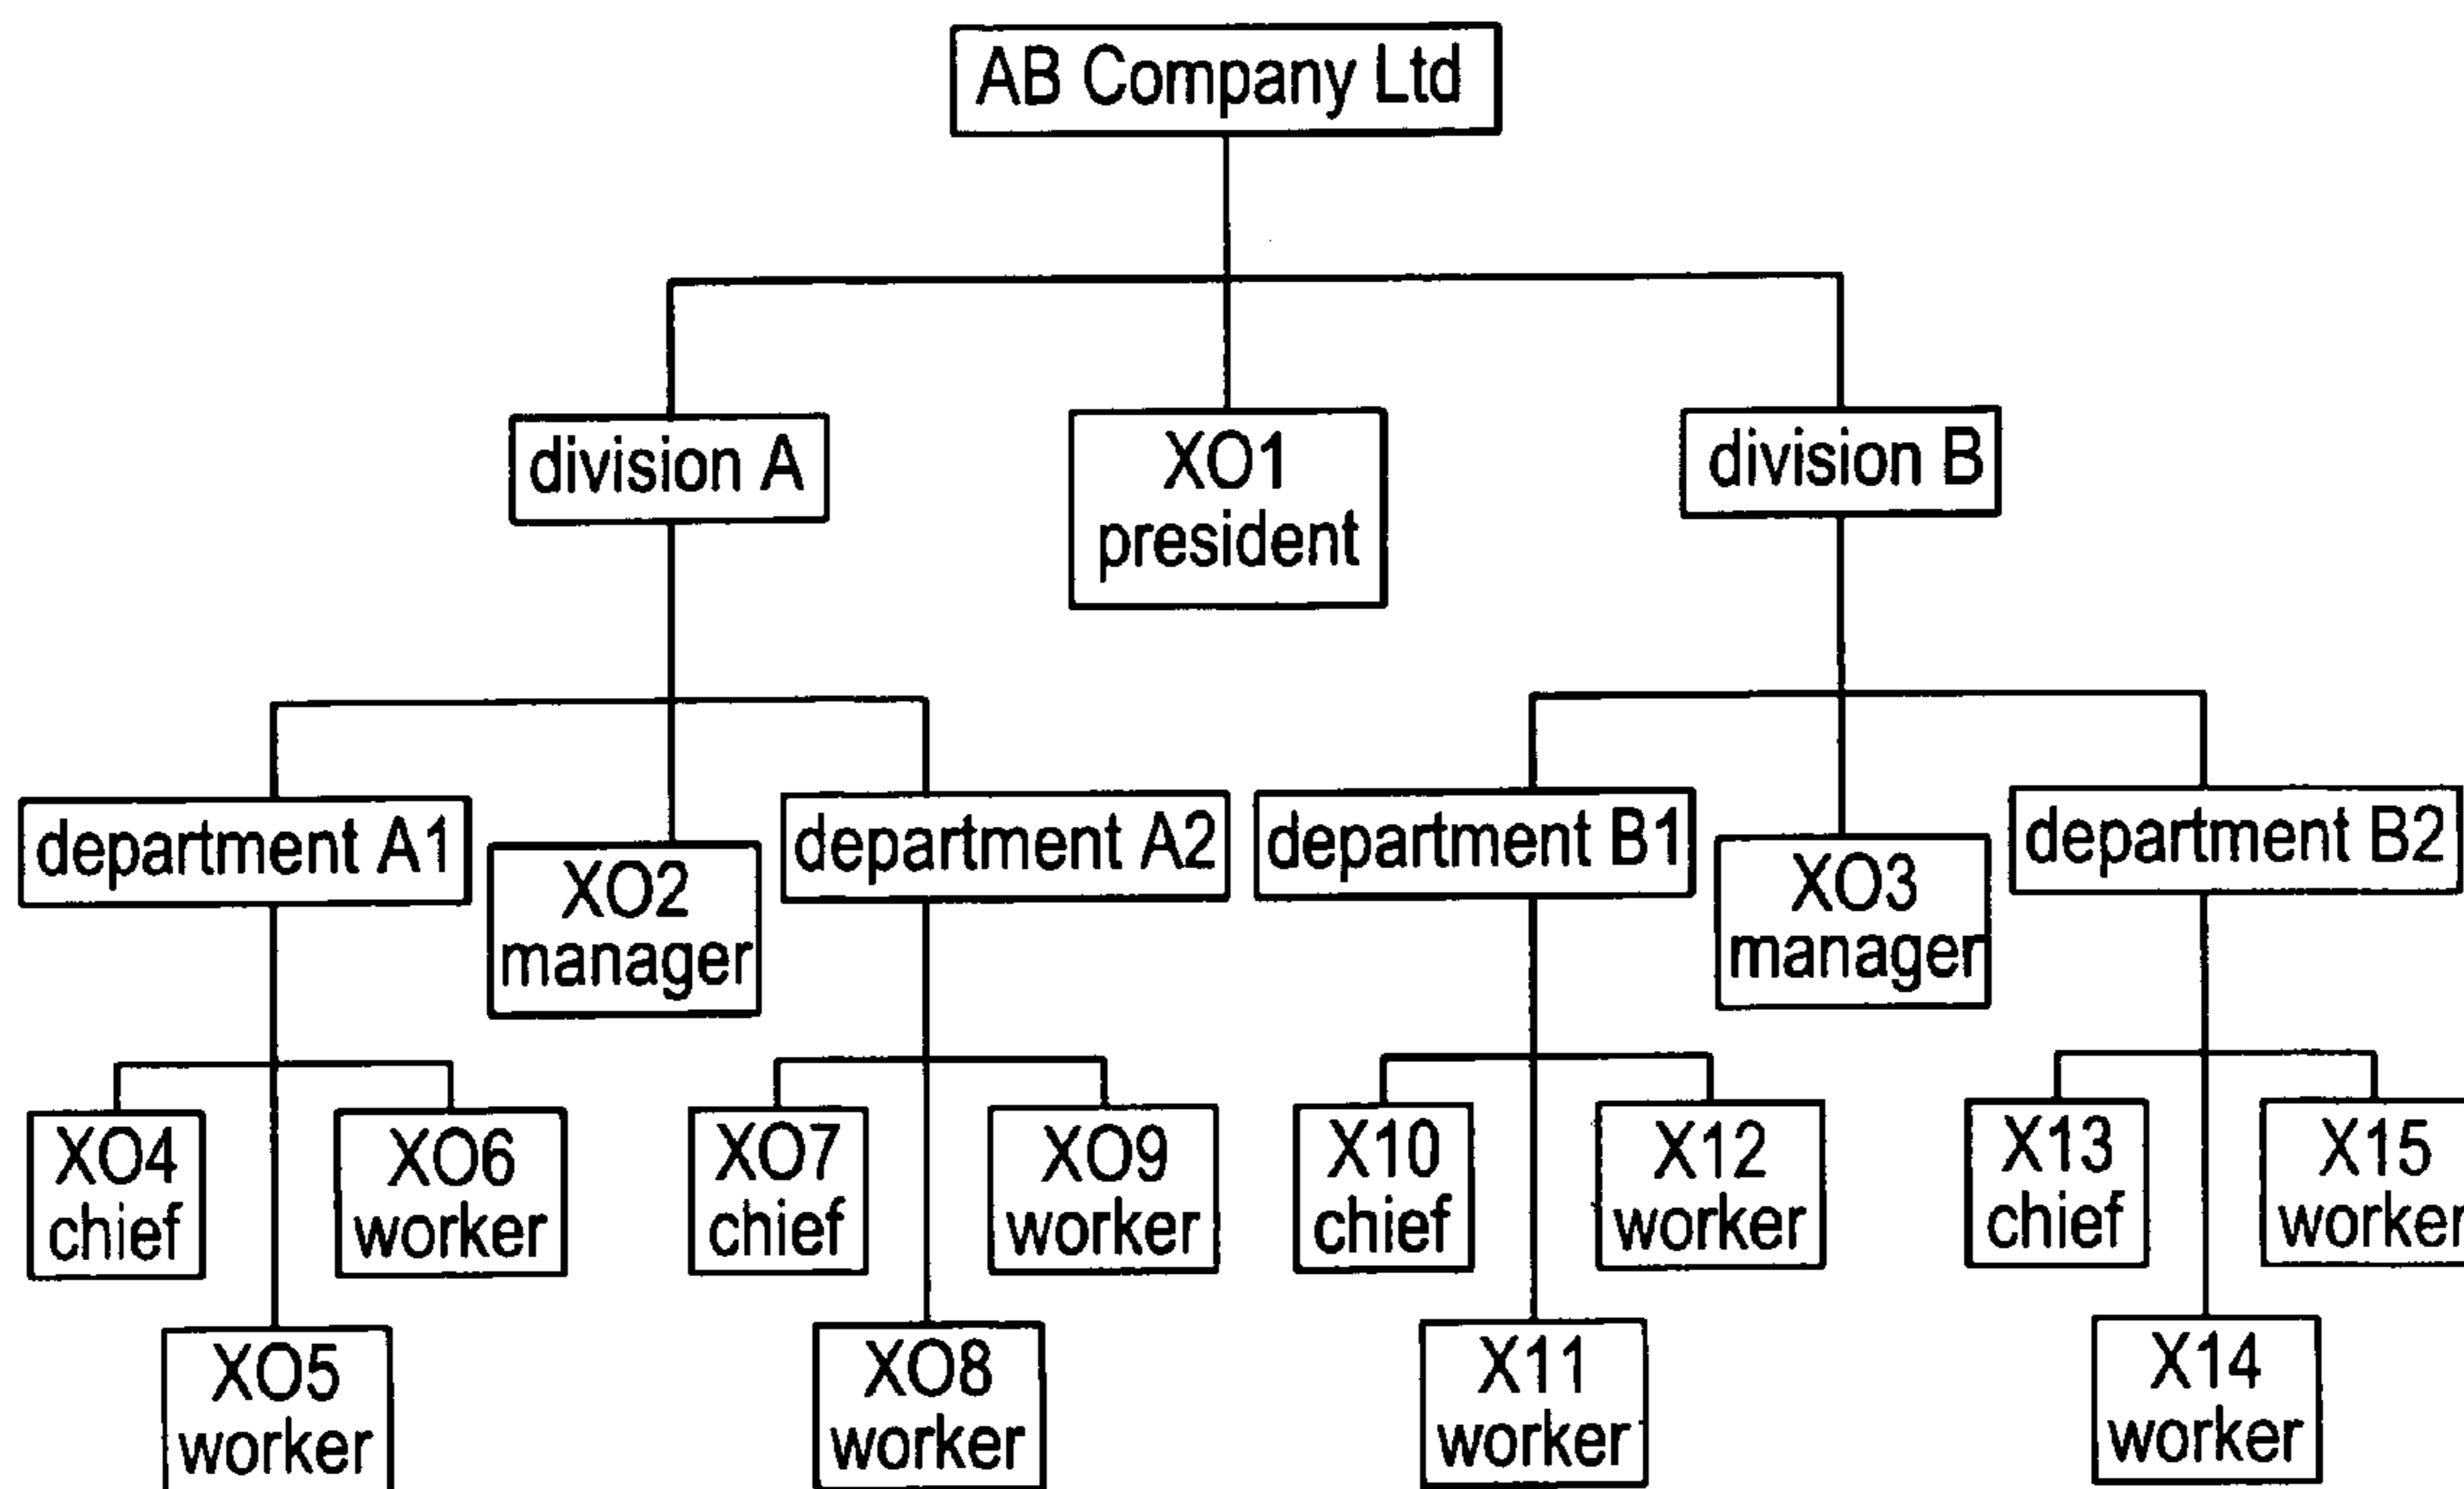 AB Company Ltd
division A
XO1
president
division B
department A1
XO2
manager
department A2
department B1
XO3
manager
department B2
XO4
chief
XO6
worker
XO7
chief
XO9
worker
X10
chief
X12
worker
X13
chief
X15
worker
XO5
worker
XO8
worker
X11
worker
X14
worker